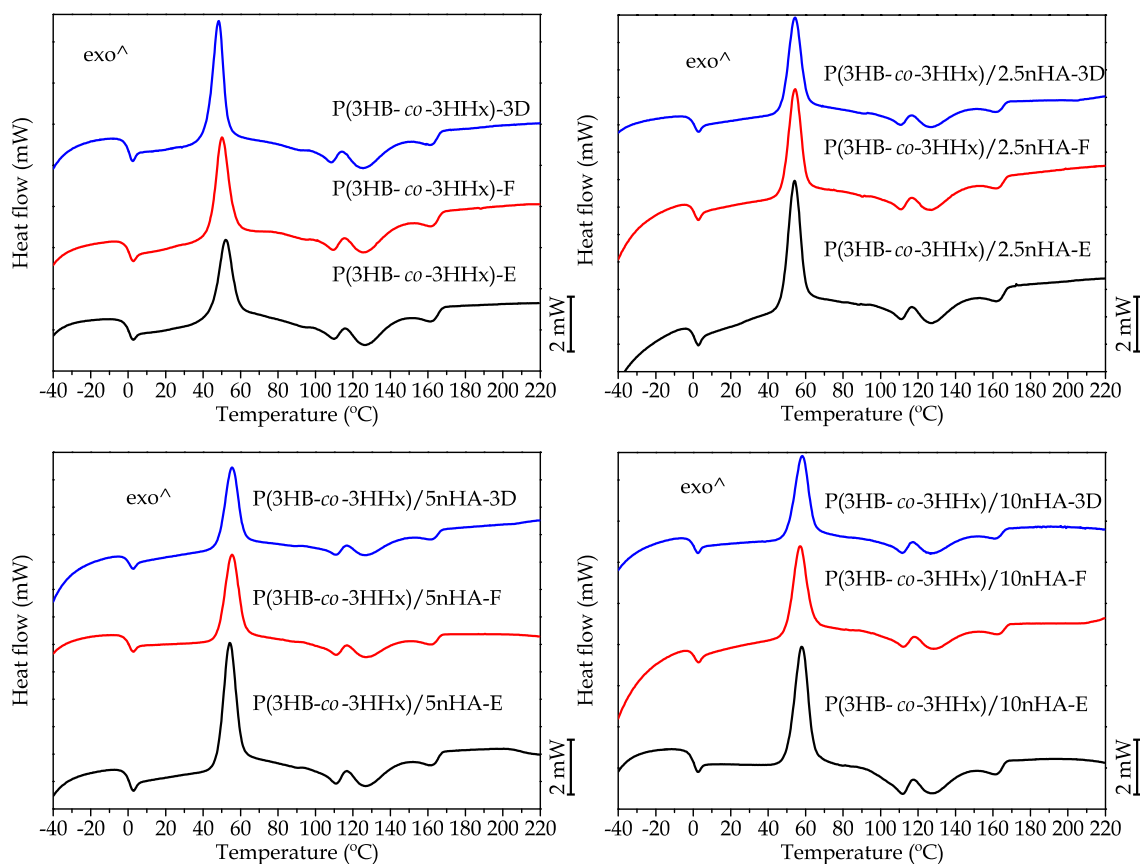 exo^
P(3HB-co-3HHx)-3D
P(3HB-co-3HHx)-F
P(3HB-co-3HHx)-E
Heat flow (mW)
2 mW
-40 -20 0 20 40 60 80 100 120 140 160 180 200 220
Temperature (ºC)
exo^
P(3HB-co-3HHx)/2.5nHA-3D
P(3HB-co-3HHx)/2.5nHA-F
P(3HB-co-3HHx)/2.5nHA-E
Heat flow (mW)
2 mW
-40 -20 0 20 40 60 80 100 120 140 160 180 200 220
Temperature (ºC)
exo^
P(3HB-co-3HHx)/5nHA-3D
P(3HB-co-3HHx)/5nHA-F
P(3HB-co-3HHx)/5nHA-E
Heat flow (mW)
2 mW
-40 -20 0 20 40 60 80 100 120 140 160 180 200 220
Temperature (ºC)
exo^
P(3HB-co-3HHx)/10nHA-3D
P(3HB-co-3HHx)/10nHA-F
P(3HB-co-3HHx)/10nHA-E
Heat flow (mW)
2 mW
-40 -20 0 20 40 60 80 100 120 140 160 180 200 220
Temperature (ºC)